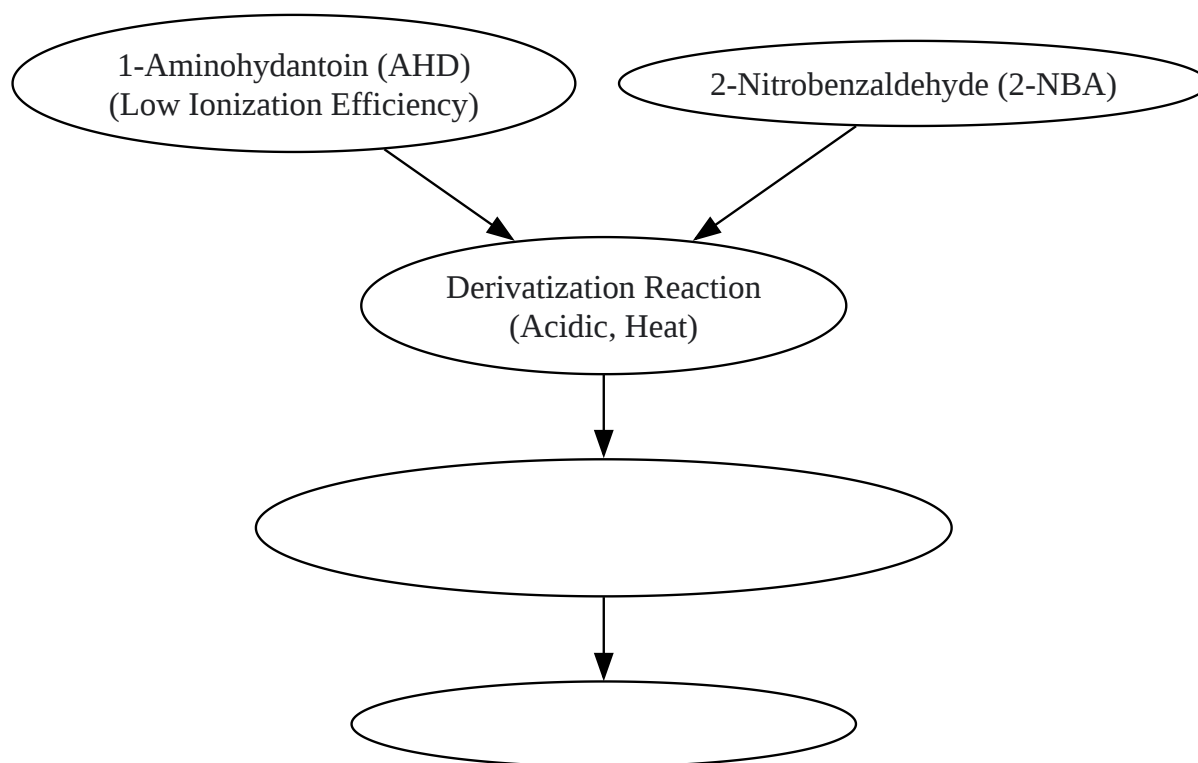 1-Aminohydantoin (AHD)
(Low Ionization Efficiency)
2-Nitrobenzaldehyde (2-NBA)
Derivatization Reaction
(Acidic, Heat)